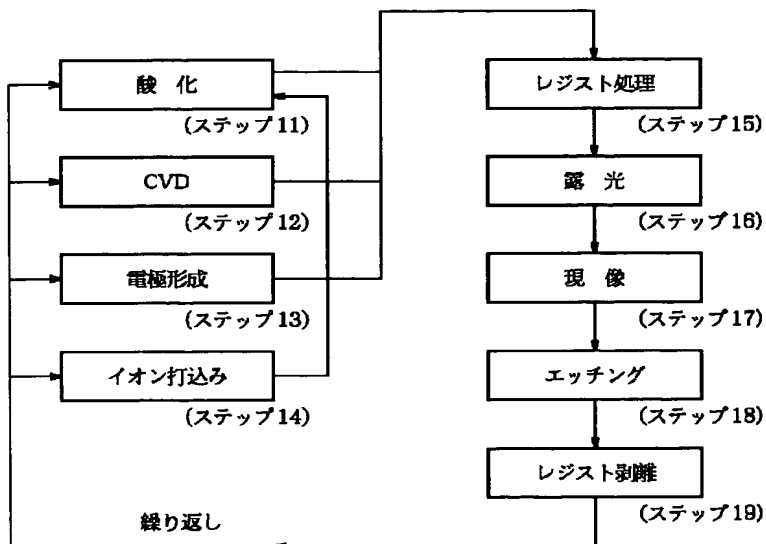 酸 化
(ステップ11)
CVD
(ステップ12)
電極形成
(ステップ13)
イオン打込み
(ステップ14)
繰り返し
レジスト処理
(ステップ15)
露 光
(ステップ16)
現 像
(ステップ17)
エッチング
(ステップ18)
レジスト剥離
(ステップ19)